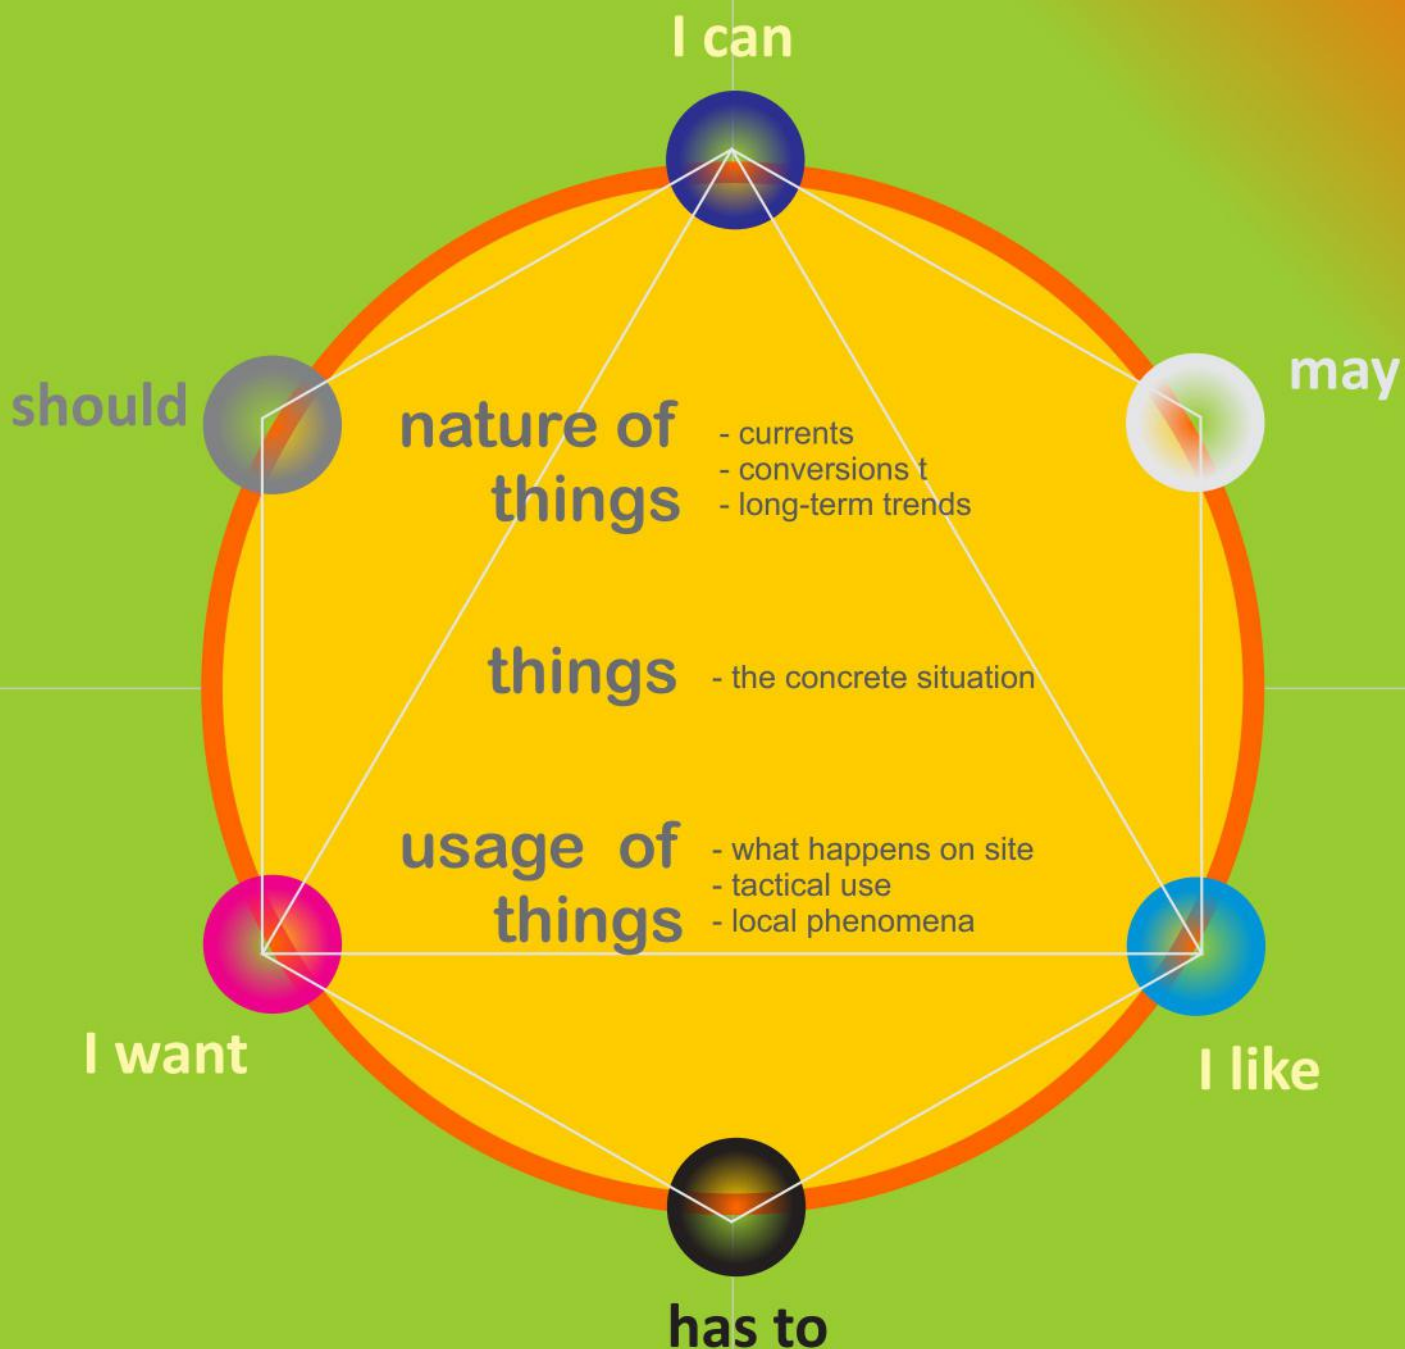 I can
should
may
nature of
things
- currents
- conversions t
- long-term trends
things
- the concrete situation
usage of
things
- what happens on site
- tactical use
- local phenomena
I want
I like
has to